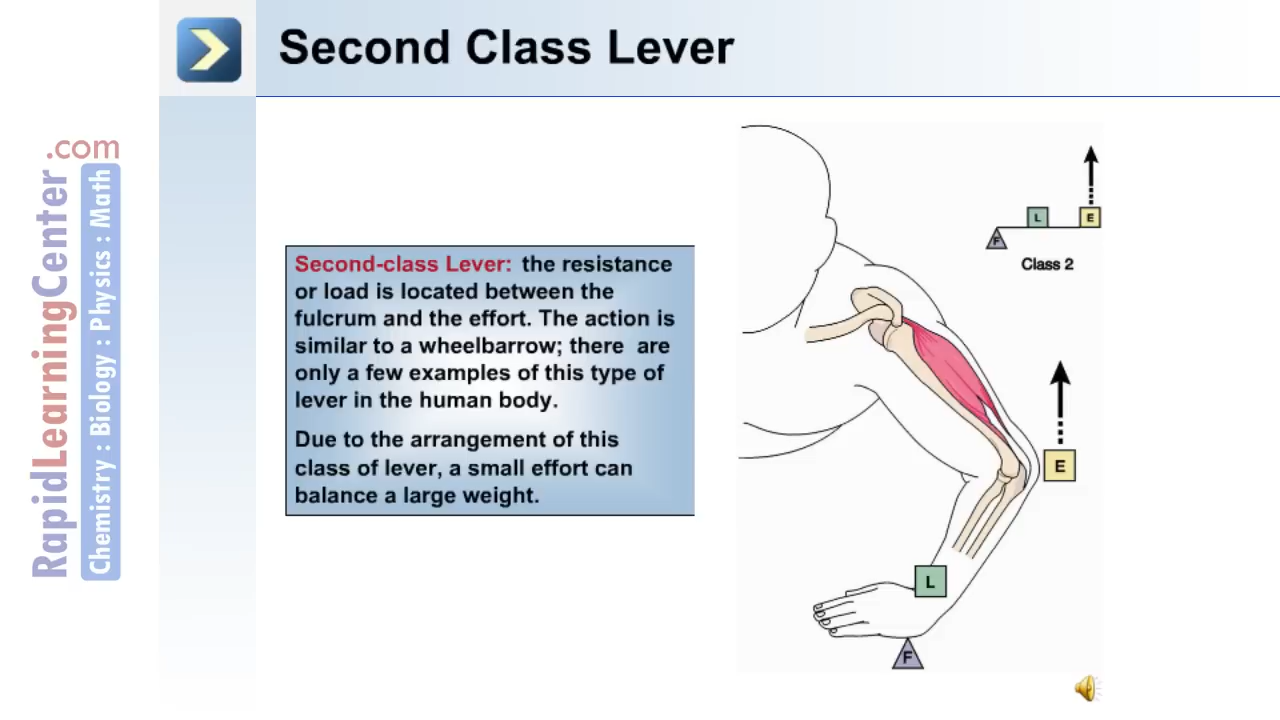 Second Class Lever
RapidLearningCenter.com
Chemistry : Biology : Physics : Math
Second-class Lever: the resistance
or load is located between the
fulcrum and the effort. The action is
similar to a wheelbarrow; there are
only a few examples of this type of
lever in the human body.
Due to the arrangement of this
class of lever, a small effort can
balance a large weight.
L
E
F
Class 2
E
L
F